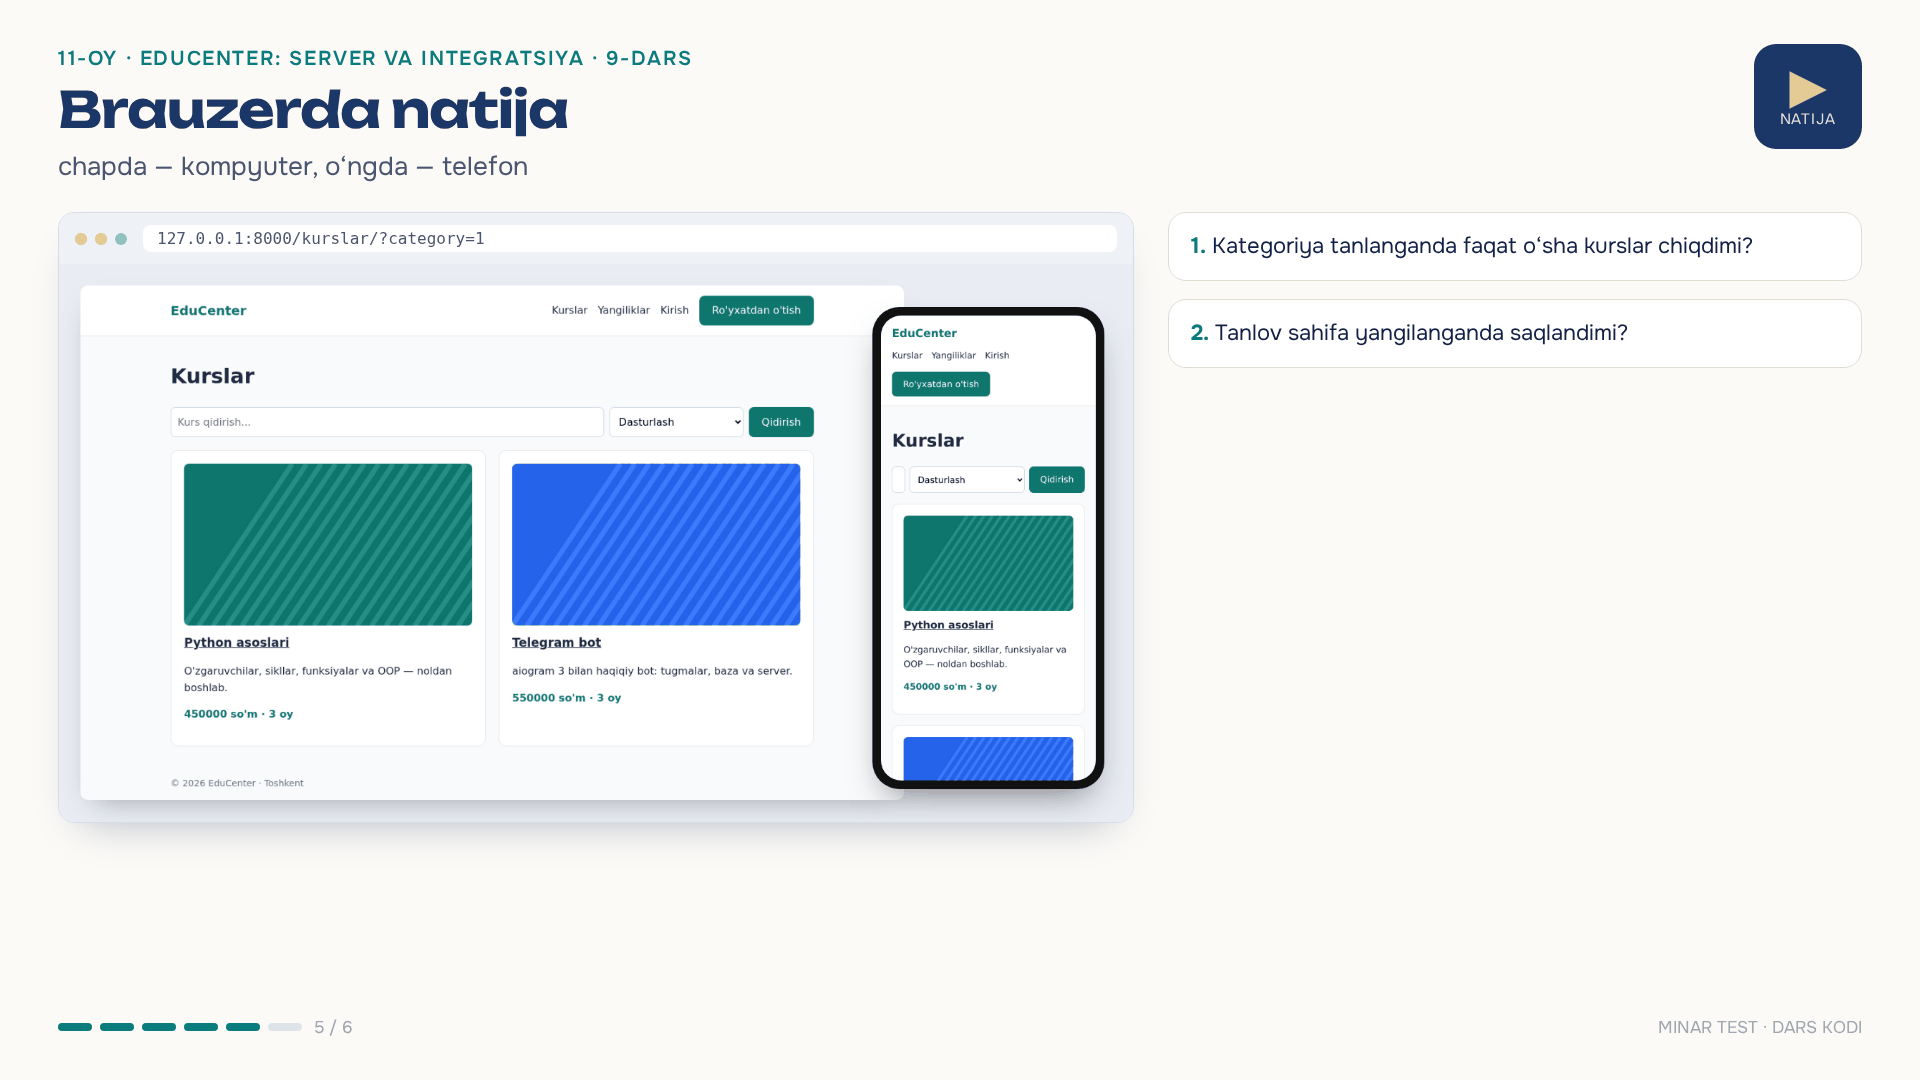 11-OY · EDUCENTER: SERVER VA INTEGRATSIYA · 9-DARS
Brauzerda natija
chapda — kompyuter, o‘ngda — telefon
NATIJA
127.0.0.1:8000/kurslar/?category=1
EduCenter
Kurslar Yangiliklar Kirish Ro'yxatdan o'tish
Kurslar
Kurs qidirish... Dasturlash Qidirish
Python asoslari
O'zgaruvchilar, sikllar, funksiyalar va OOP — noldan
boshlab.
450000 so'm · 3 oy
Telegram bot
aiogram 3 bilan haqiqiy bot: tugmalar, baza va server.
550000 so'm · 3 oy
© 2026 EduCenter · Toshkent
EduCenter
Kurslar Yangiliklar Kirish
Ro'yxatdan o'tish
Kurslar
Dasturlash Qidirish
Python asoslari
O'zgaruvchilar, sikllar, funksiyalar va
OOP — noldan boshlab.
450000 so'm · 3 oy
1. Kategoriya tanlanganda faqat o‘sha kurslar chiqdimi?
2. Tanlov sahifa yangilanganda saqlandimi?
5 / 6
MINAR TEST · DARS KODI